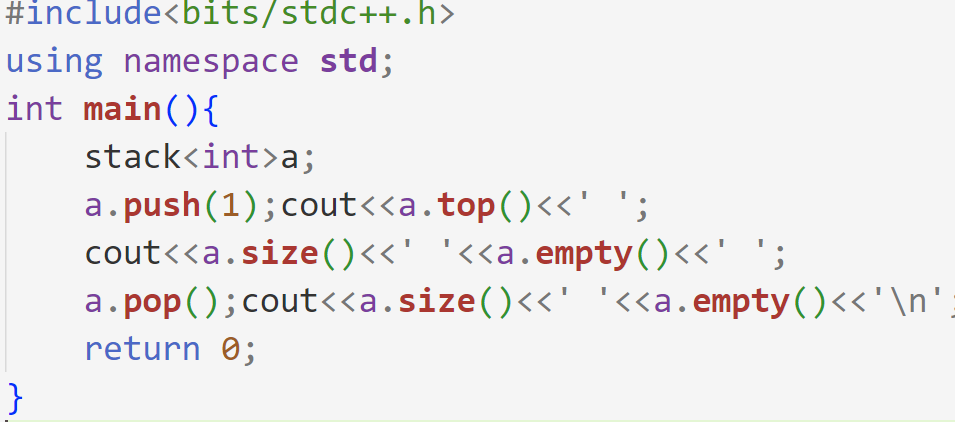 #include<bits/stdc++.h>
using namespace std;
int main(){
    stack<int>a;
    a.push(1);cout<<a.top()<<' ';
    cout<<a.size()<<' '<<a.empty()<<' ';
    a.pop();cout<<a.size()<<' '<<a.empty()<<'\n';
    return 0;
}